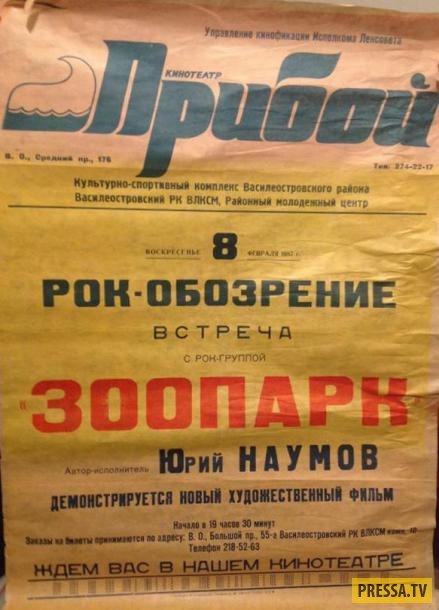 Управление кинофикации Исполкома Ленсовета
КИНОТЕАТР
Прибой
В. О., Средний пр., 176
Тел: 274-22-17
Культурно-спортивный комплекс Василеостровского района
Василеостровский РК ВЛКСМ, Районный молодежный центр
ВОСКРЕСЕНЬЕ 8 ФЕВРАЛЯ 1987 г.
РОК-ОБОЗРЕНИЕ
ВСТРЕЧА
С РОК-ГРУППОЙ
«ЗООПАРК»
Автор-исполнитель Юрий НАУМОВ
ДЕМОНСТРИРУЕТСЯ НОВЫЙ ХУДОЖЕСТВЕННЫЙ ФИЛЬМ
Начало в 19 часов 30 минут
Заказы на билеты принимаются по адресу: В. О., Большой пр., 55-а Василеостровский РК ВЛКСМ комн. 10
Телефон 218-52-63
ЖДЕМ ВАС В НАШЕМ КИНОТЕАТРЕ
PRESSA.TV